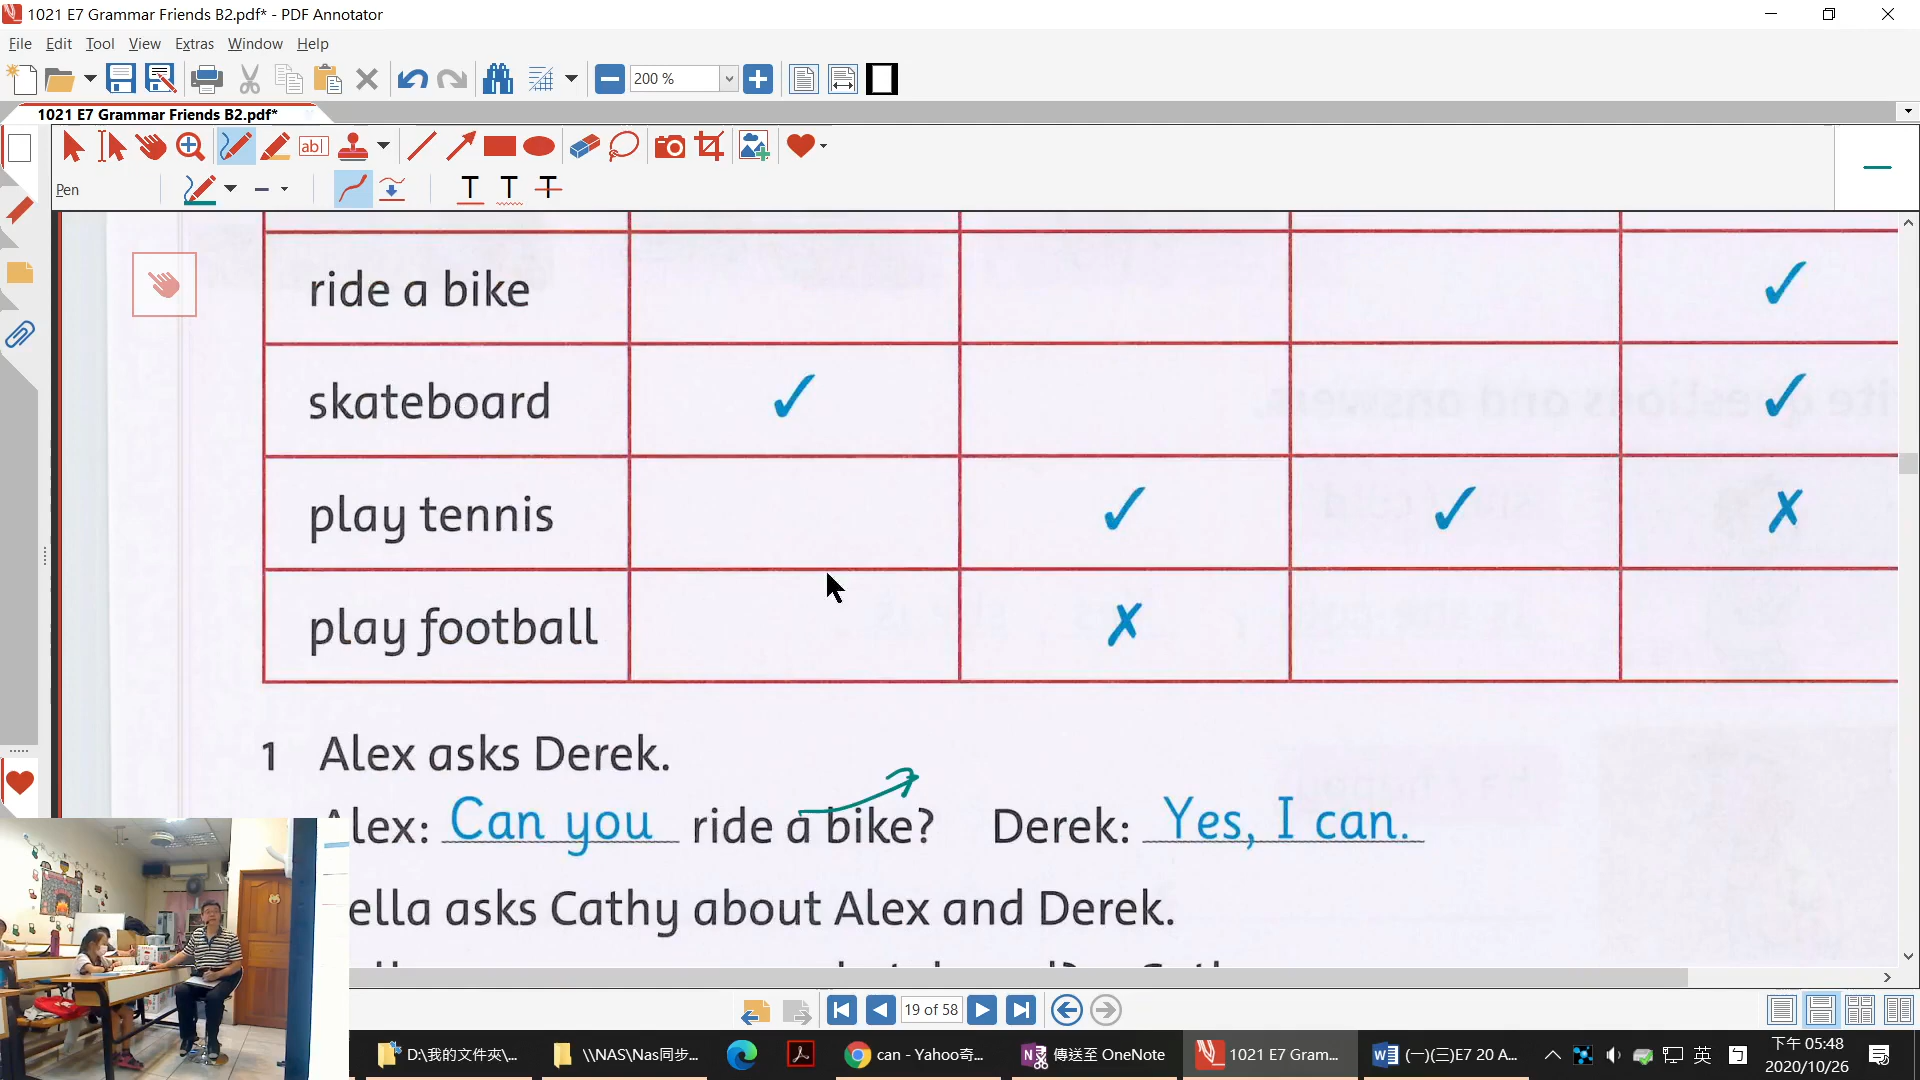 1021 E7 Grammar Friends B2.pdf* - PDF Annotator
File Edit Tool View Extras Window Help
200 %
1021 E7 Grammar Friends B2.pdf*
ab
Pen
T T T
ride a bike ✓
skateboard ✓ ✓
play tennis ✓ ✓ ✗
play football ✗
1 Alex asks Derek.
lex: Can you ride a bike? Derek: Yes, I can.
ella asks Cathy about Alex and Derek.
19 of 58
D:\我的文件夾\... \\NAS\Nas同步... can - Yahoo奇... 傳送至 OneNote 1021 E7 Gram... (一)(三)E7 20 A... 英 下午 05:48
2020/10/26